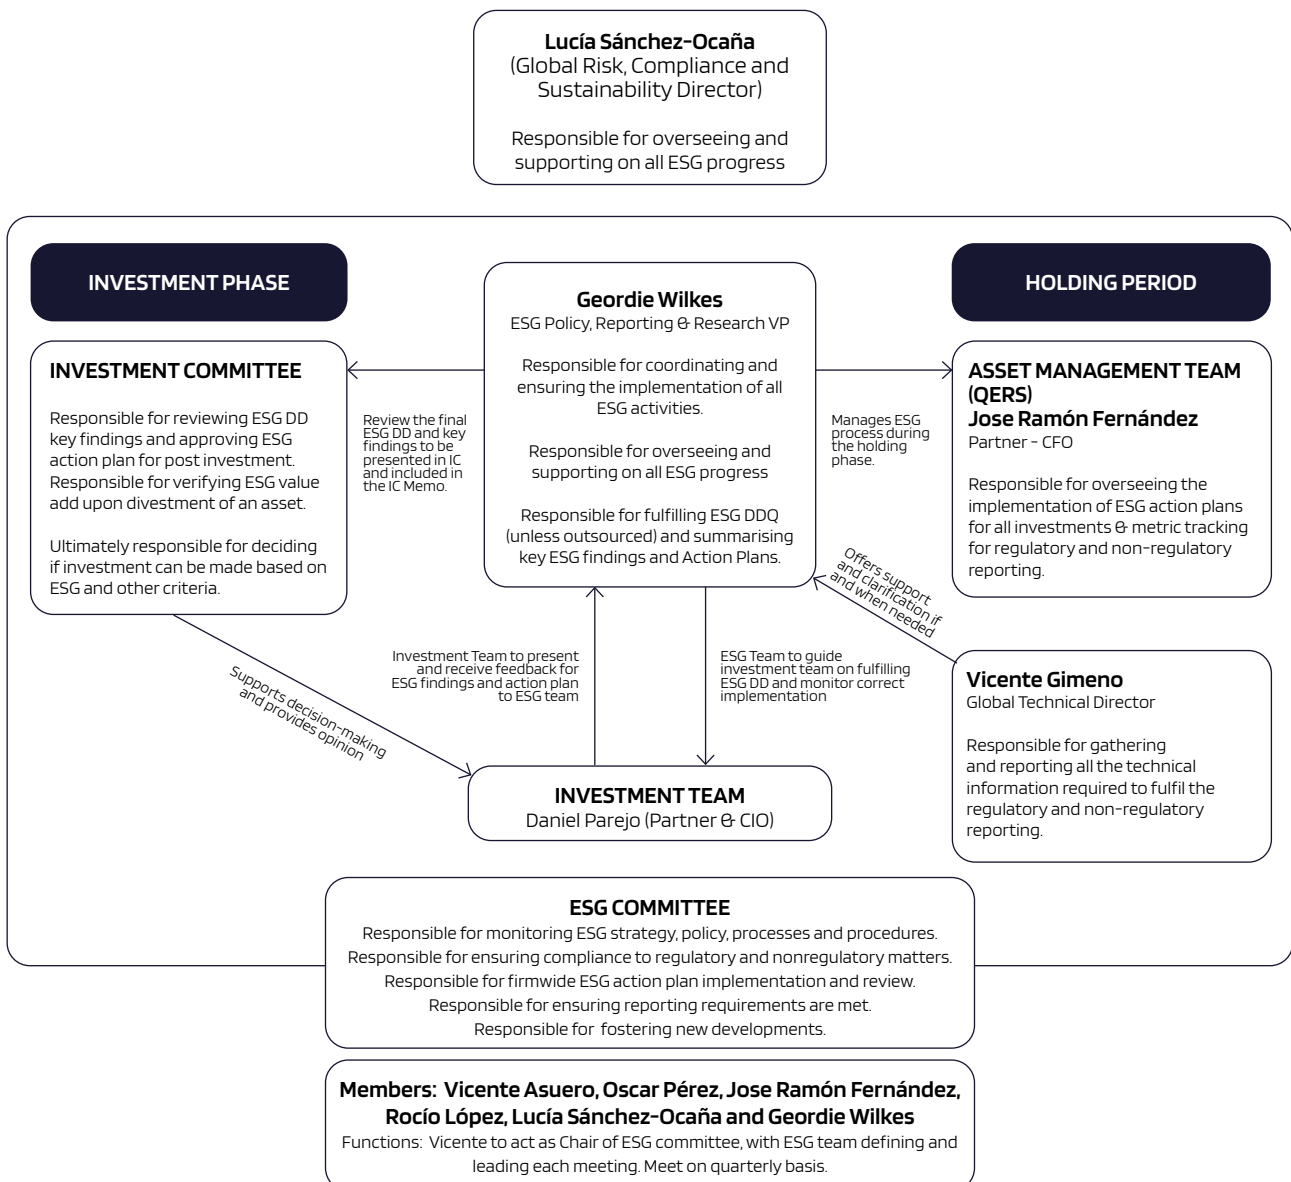 Lucía Sánchez-Ocaña
(Global Risk, Compliance and
Sustainability Director)
Responsible for overseeing and
supporting on all ESG progress
INVESTMENT PHASE
INVESTMENT COMMITTEE
Responsible for reviewing ESG DD
key findings and approving ESG
action plan for post investment.
Responsible for verifying ESG value
add upon divestment of an asset.
Ultimately responsible for deciding
if investment can be made based on
ESG and other criteria.
Review the final
ESG DD and key
findings to be
presented in IC
and included in
the IC Memo.
Geordie Wilkes
ESG Policy, Reporting & Research VP
Responsible for coordinating and
ensuring the implementation of all
ESG activities.
Responsible for overseeing and
supporting on all ESG progress
Responsible for fulfilling ESG DDQ
(unless outsourced) and summarising
key ESG findings and Action Plans.
Manages ESG
process during
the holding
phase.
HOLDING PERIOD
ASSET MANAGEMENT TEAM
(QERS)
Jose Ramón Fernández
Partner - CFO
Responsible for overseeing the
implementation of ESG action plans
for all investments & metric tracking
for regulatory and non-regulatory
reporting.
Offers support
and clarification if
and when needed
Vicente Gimeno
Global Technical Director
Responsible for gathering
and reporting all the technical
information required to fulfil the
regulatory and non-regulatory
reporting.
Supports decision-making
and provides opinion
Investment Team to present
and receive feedback for
ESG findings and action plan
to ESG team
ESG Team to guide
investment team on fulfilling
ESG DD and monitor correct
implementation
INVESTMENT TEAM
Daniel Parejo (Partner & CIO)
ESG COMMITTEE
Responsible for monitoring ESG strategy, policy, processes and procedures.
Responsible for ensuring compliance to regulatory and nonregulatory matters.
Responsible for firmwide ESG action plan implementation and review.
Responsible for ensuring reporting requirements are met.
Responsible for fostering new developments.
Members: Vicente Asuero, Oscar Pérez, Jose Ramón Fernández,
Rocío López, Lucía Sánchez-Ocaña and Geordie Wilkes
Functions: Vicente to act as Chair of ESG committee, with ESG team defining and
leading each meeting. Meet on quarterly basis.